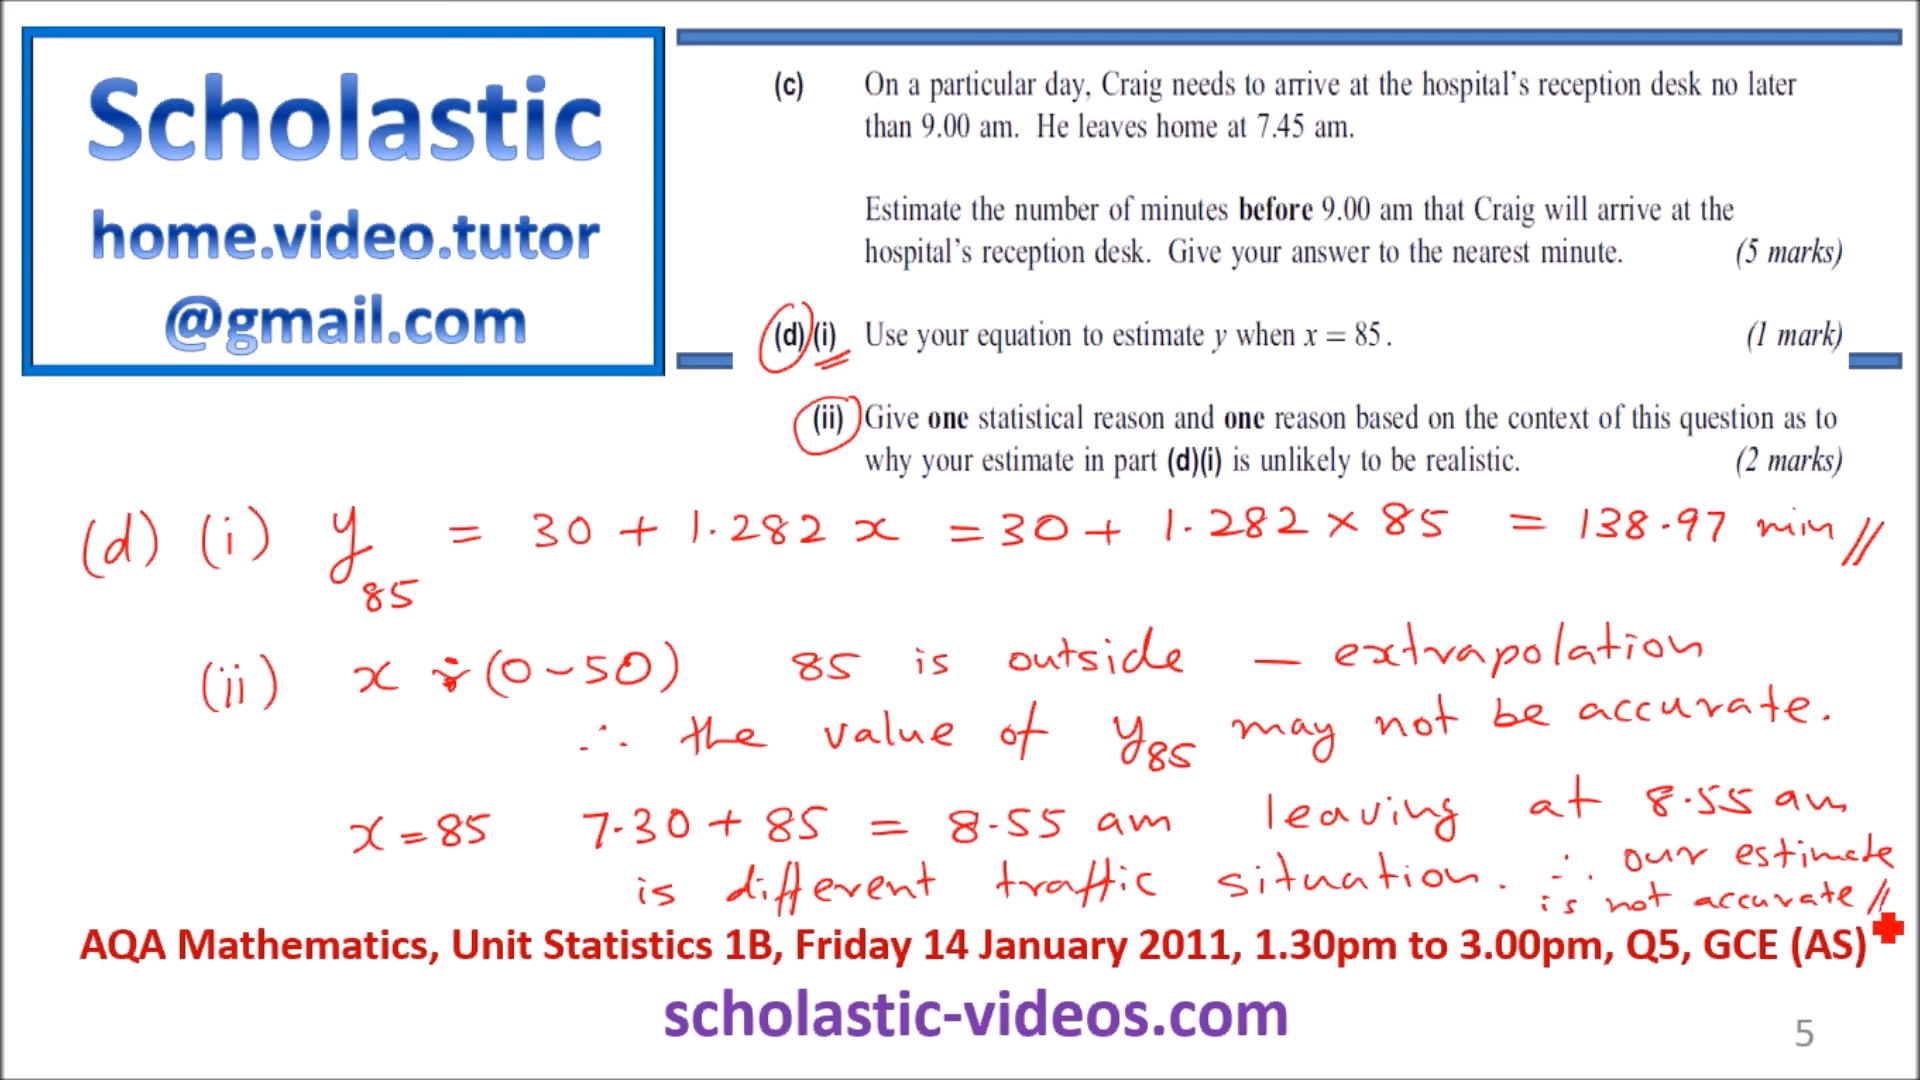 Scholastic
home.video.tutor
@gmail.com
(c) On a particular day, Craig needs to arrive at the hospital's reception desk no later
than 9.00 am. He leaves home at 7.45 am.
Estimate the number of minutes before 9.00 am that Craig will arrive at the
hospital's reception desk. Give your answer to the nearest minute. (5 marks)
(d) (i) Use your equation to estimate y when x = 85. (1 mark)
(ii) Give one statistical reason and one reason based on the context of this question as to
why your estimate in part (d)(i) is unlikely to be realistic. (2 marks)
(d) (i) y₈₅ = 30 + 1.282 x = 30 + 1.282 × 85 = 138.97 min //
(ii) x ÷ (0 – 50) 85 is outside – extrapolation
∴ the value of y₈₅ may not be accurate.
x = 85 7.30 + 85 = 8.55 am leaving at 8.55 am
is different traffic situation. ∴ our estimate
is not accurate //
AQA Mathematics, Unit Statistics 1B, Friday 14 January 2011, 1.30pm to 3.00pm, Q5, GCE (AS)
scholastic-videos.com
5